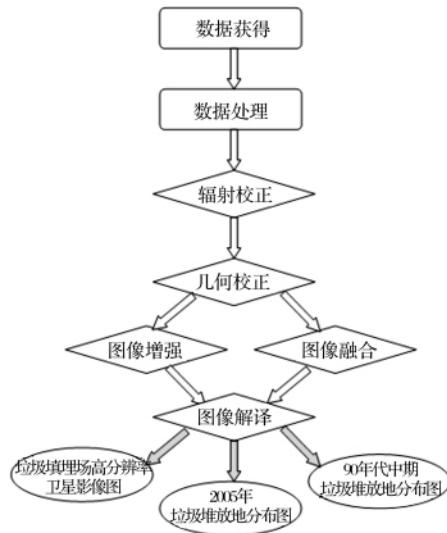 数据获得
数据处理
辐射校正
几何校正
图像增强
图像融合
图像解译
垃圾填埋场高分辨率
卫星影像图
2005年
垃圾堆放地分布图
90年代中期
垃圾堆放地分布图